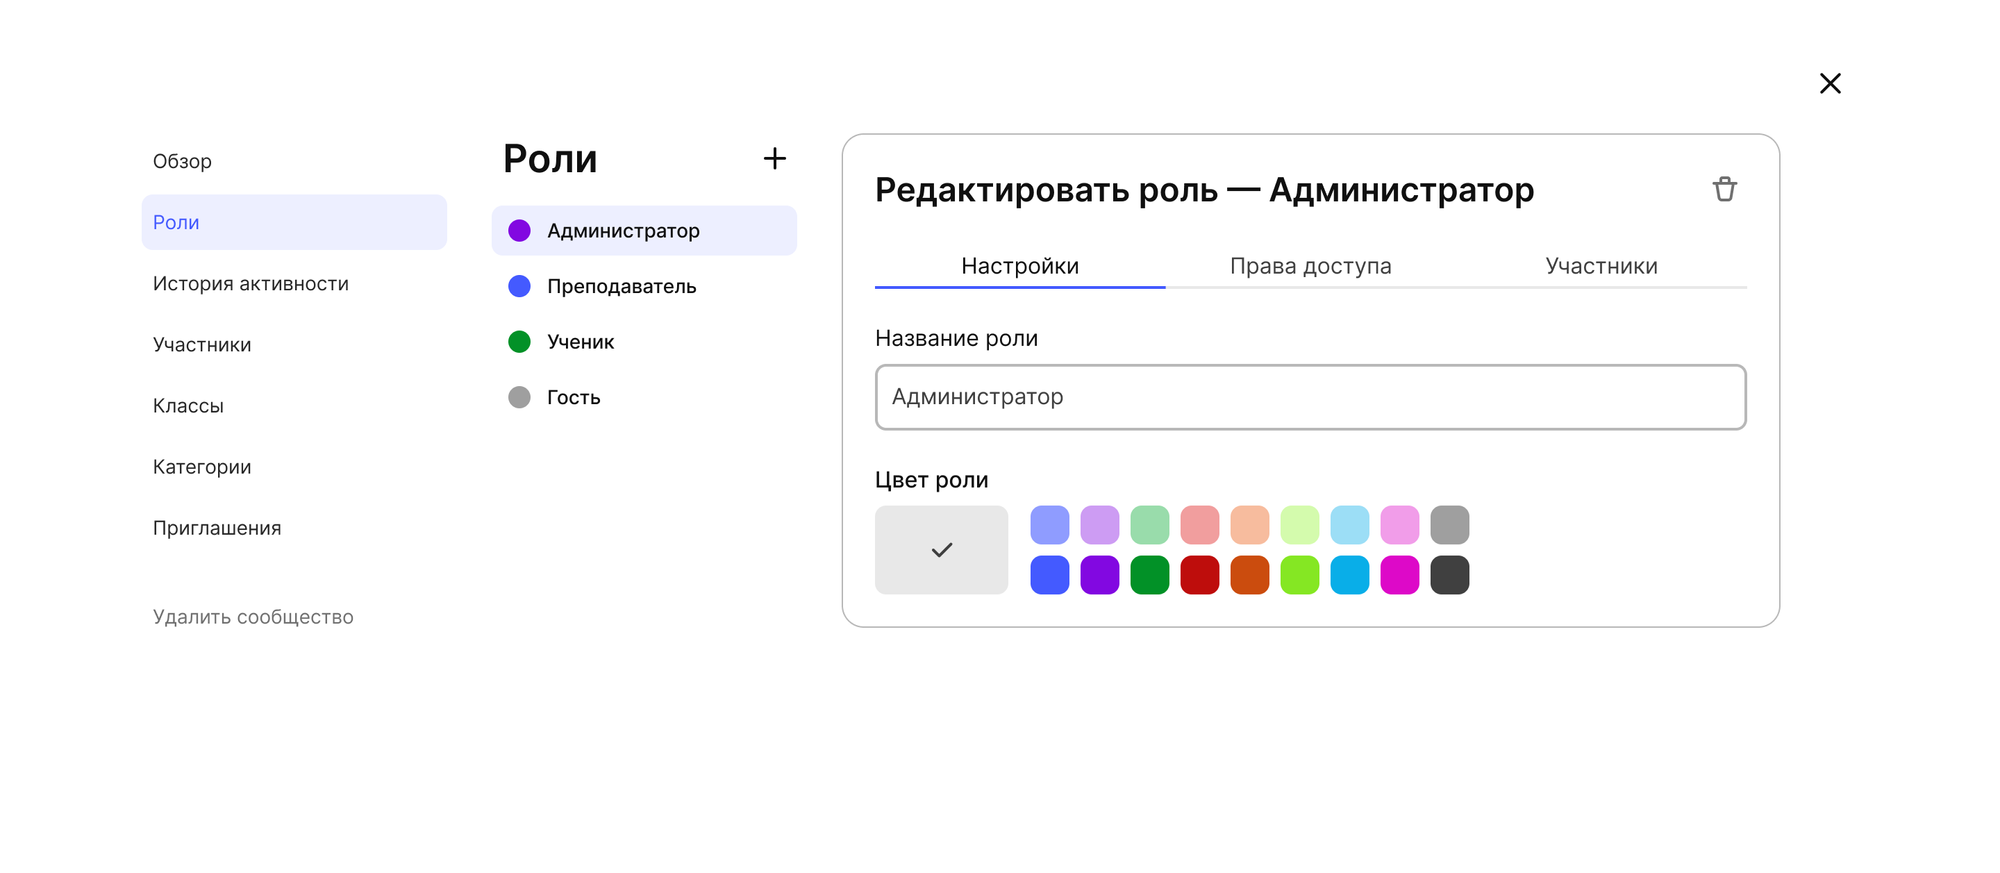 Обзор
Роли
История активности
Участники
Классы
Категории
Приглашения
Удалить сообщество
Роли
Администратор
Преподаватель
Ученик
Гость
Редактировать роль — Администратор
Настройки
Права доступа
Участники
Название роли
Администратор
Цвет роли